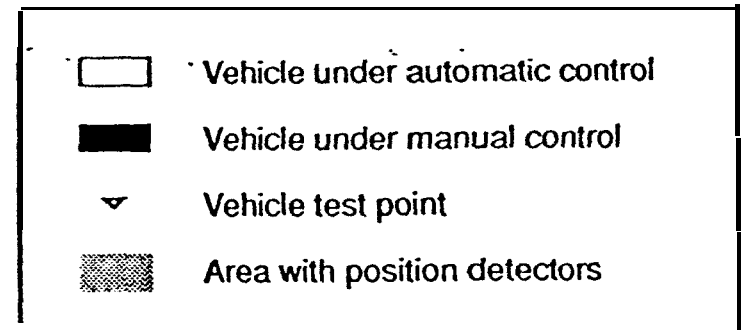 Vehicle under automatic control
Vehicle under manual control
Vehicle test point
Area with position detectors